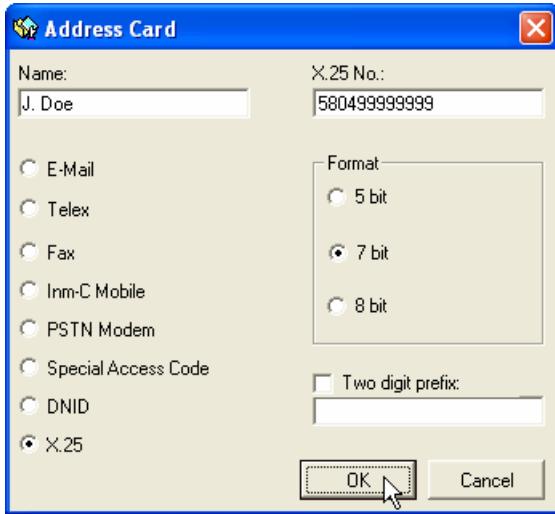 Address Card
Name:
X.25 No.:
J. Doe
580499999999
E-Mail
Telex
Fax
Inm-C Mobile
PSTN Modem
Special Access Code
DNID
X.25
Format
5 bit
7 bit
8 bit
Two digit prefix:
OK
Cancel